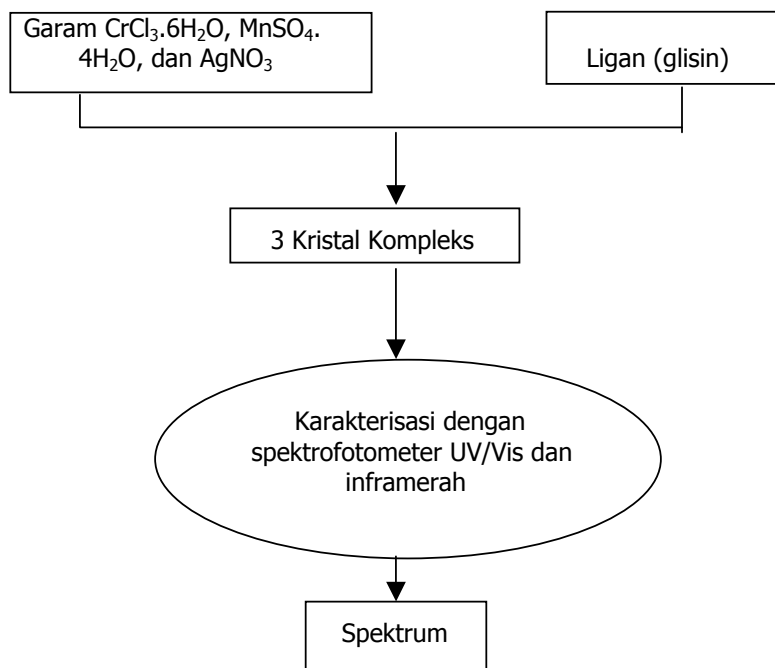 Garam CrCl₃.6H₂O, MnSO₄.
4H₂O, dan AgNO₃
Ligan (glisin)
3 Kristal Kompleks
Karakterisasi dengan
spektrofotometer UV/Vis dan
inframerah
Spektrum